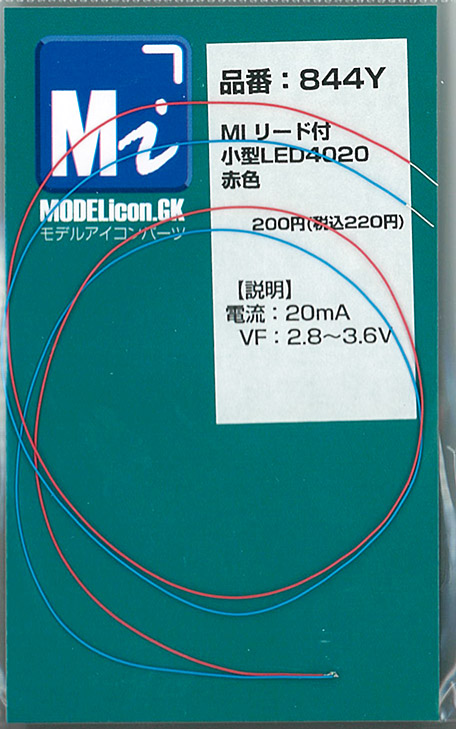 Mi
MODELicon.GK
モデルアイコンパーツ
品番：844Y
MI リード付
小型LED4020
赤色
200円(税込220円)
【説明】
電流：20mA
VF：2.8～3.6V